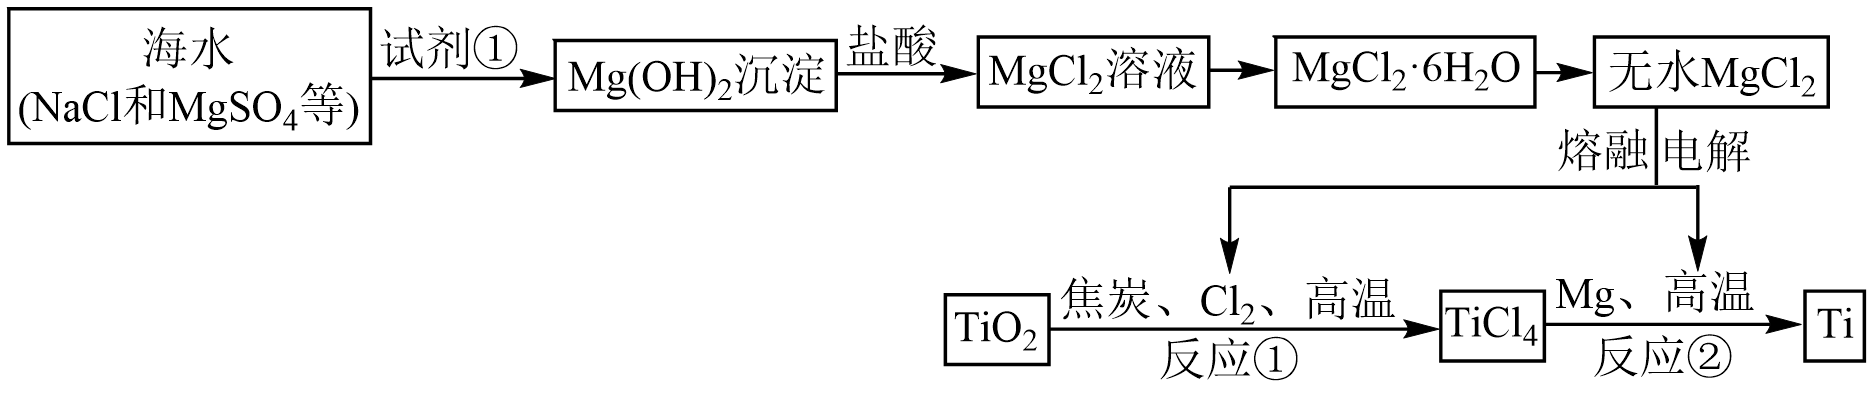 海水
(NaCl和MgSO₄等)
试剂①
Mg(OH)₂沉淀
盐酸
MgCl₂溶液
MgCl₂·6H₂O
无水MgCl₂
熔融 电解
TiO₂
焦炭、Cl₂、高温
反应①
TiCl₄
Mg、高温
反应②
Ti